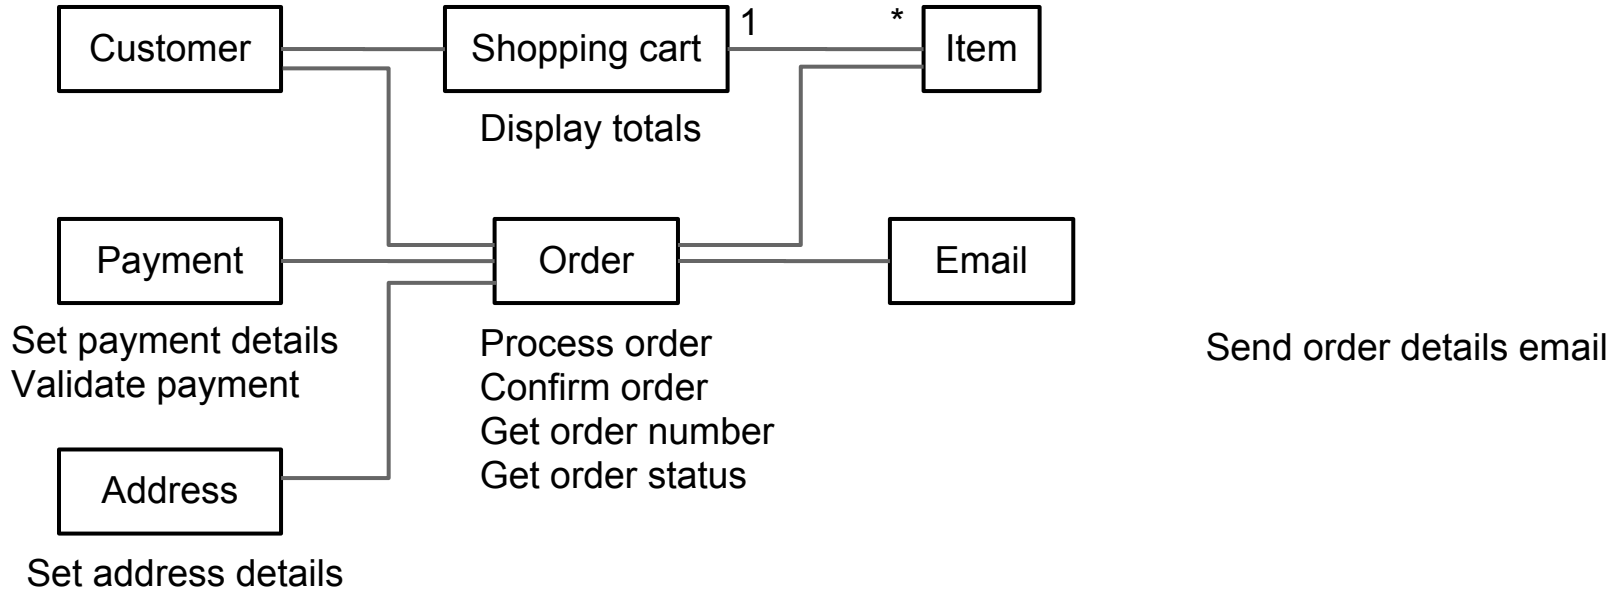 Customer
Shopping cart
1
*
Item
Display totals
Payment
Order
Email
Set payment details
Validate payment
Process order
Confirm order
Get order number
Get order status
Send order details email
Address
Set address details